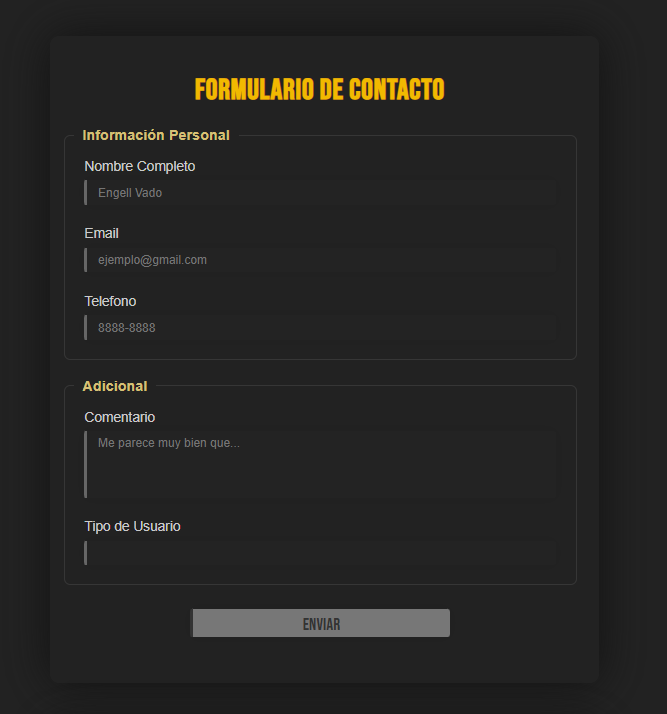 FORMULARIO DE CONTACTO
Información Personal
Nombre Completo
Engell Vado
Email
ejemplo@gmail.com
Telefono
8888-8888
Adicional
Comentario
Me parece muy bien que...
Tipo de Usuario
ENVIAR